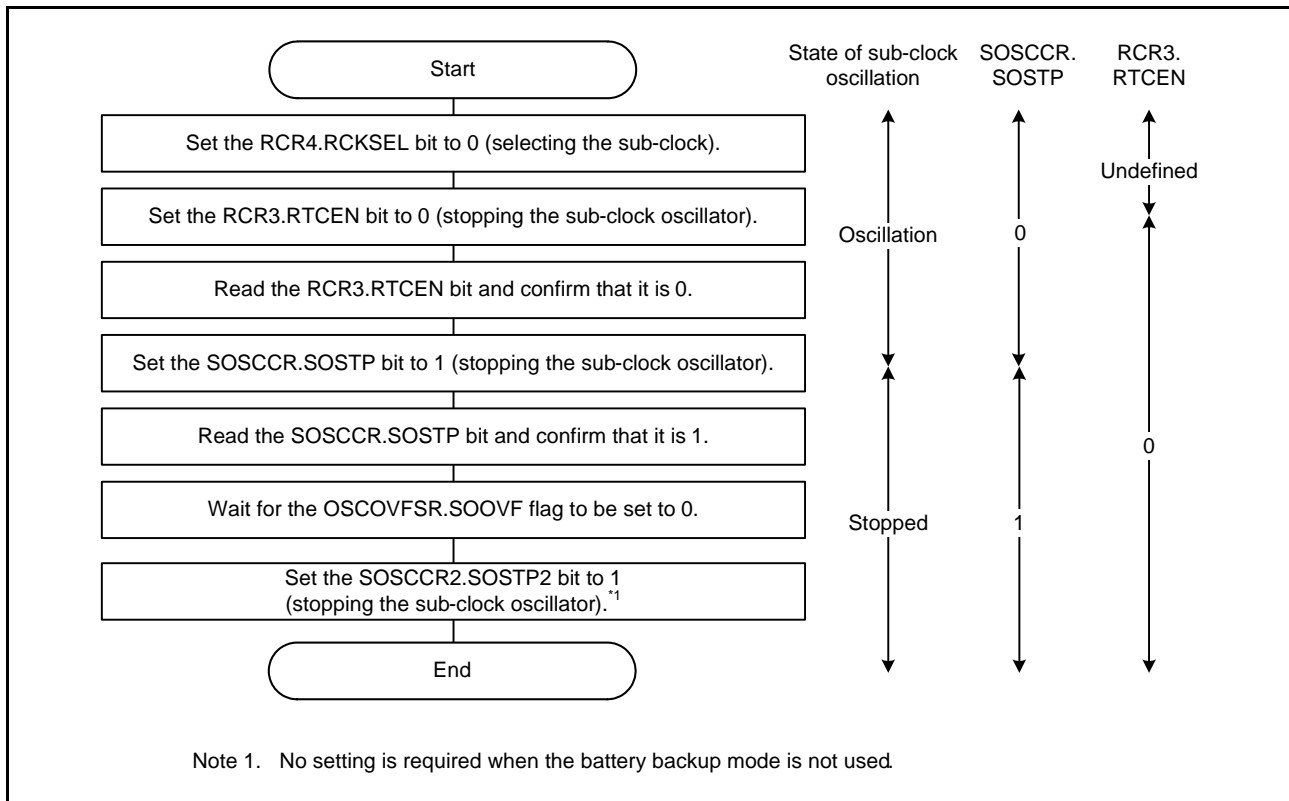 Start
Set the RCR4.RCKSEL bit to 0 (selecting the sub-clock).
Set the RCR3.RTCEN bit to 0 (stopping the sub-clock oscillator).
Read the RCR3.RTCEN bit and confirm that it is 0.
Set the SOSCCR.SOSTP bit to 1 (stopping the sub-clock oscillator).
Read the SOSCCR.SOSTP bit and confirm that it is 1.
Wait for the OSCOVFSR.SOOVF flag to be set to 0.
Set the SOSCCR2.SOSTP2 bit to 1
(stopping the sub-clock oscillator).*1
End
State of sub-clock
oscillation
Oscillation
Stopped
SOSCCR.
SOSTP
0
1
RCR3.
RTCEN
Undefined
0
Note 1. No setting is required when the battery backup mode is not used.